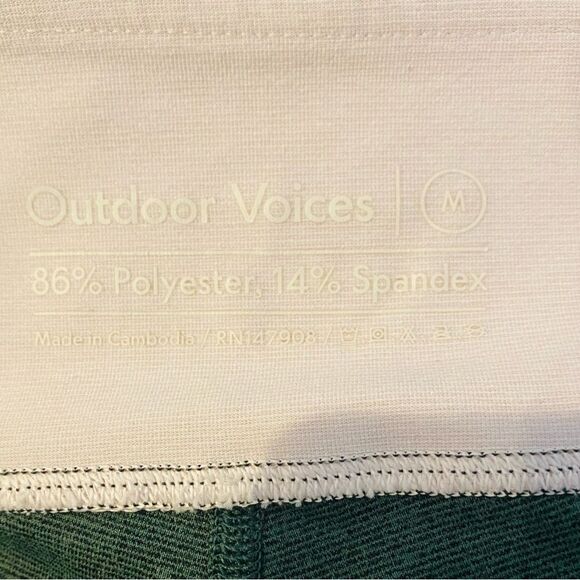 Outdoor Voices | M
86% Polyester, 14% Spandex
Made in Cambodia / RN147908 /